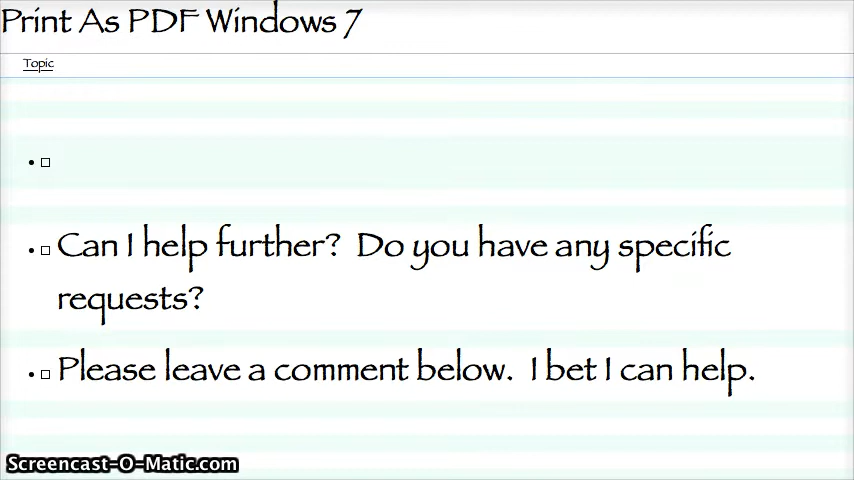 Print As PDF Windows 7
Topic
Can I help further?  Do you have any specific
requests?
Please leave a comment below.  I bet I can help.
Screencast-O-Matic.com